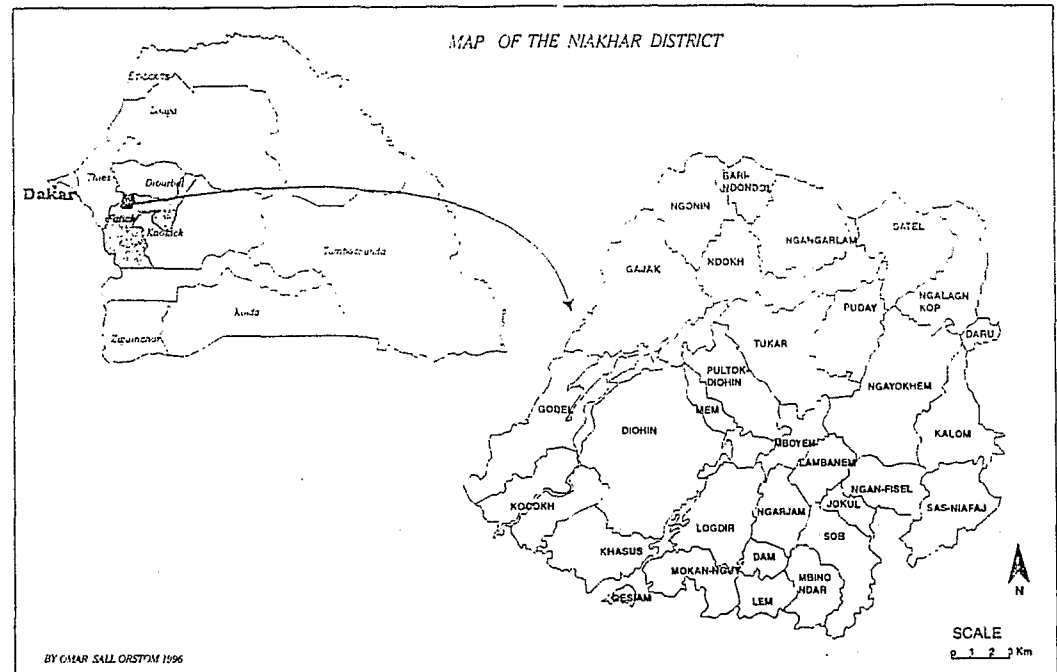 MAP OF THE NIAKHAR DISTRICT
Louga
Thies
Diourbel
Dakar
Fatick
Kaolack
Tambacounda
Kolda
Ziguinchor
BARI-
NDONDOL
NGONIN
NGANGARLAM
DATEL
GAJAK
NDOKH
PUDAY
NGALAGN
KOP
DARU
TUKAR
PULTOK-
DIOHIN
NGAYOKHEM
GODEL
MEM
DIOHIN
MBOYEM
KALOM
LAMBANEM
NGAN-FISEL
KOCOKH
LOGDIR
NGARJAM
JOKUL
SAS-NIAFAJ
SOB
KHASUS
DAM
MOKAN-NGUY
MBINO
NDAR
LEM
N
SCALE
0 1 2 3 Km
BY OMAR SALL ORSTOM 1996